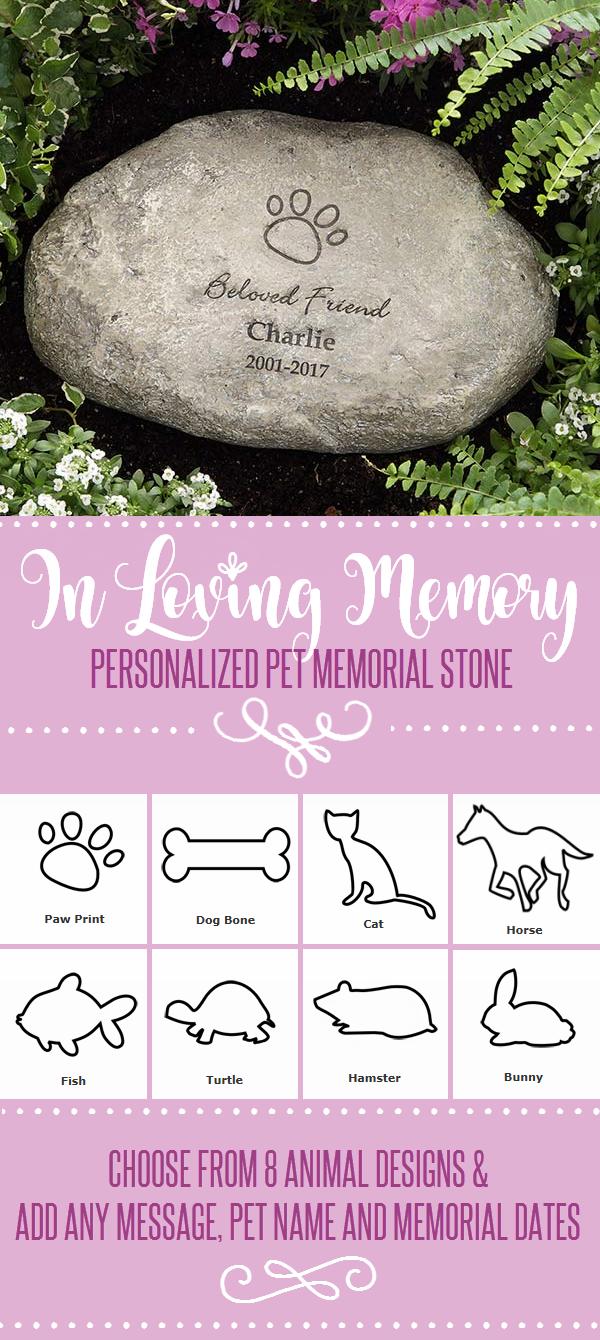 Beloved Friend
Charlie
2001-2017
In Loving Memory
PERSONALIZED PET MEMORIAL STONE
Paw Print
Dog Bone
Cat
Horse
Fish
Turtle
Hamster
Bunny
CHOOSE FROM 8 ANIMAL DESIGNS &
ADD ANY MESSAGE, PET NAME AND MEMORIAL DATES